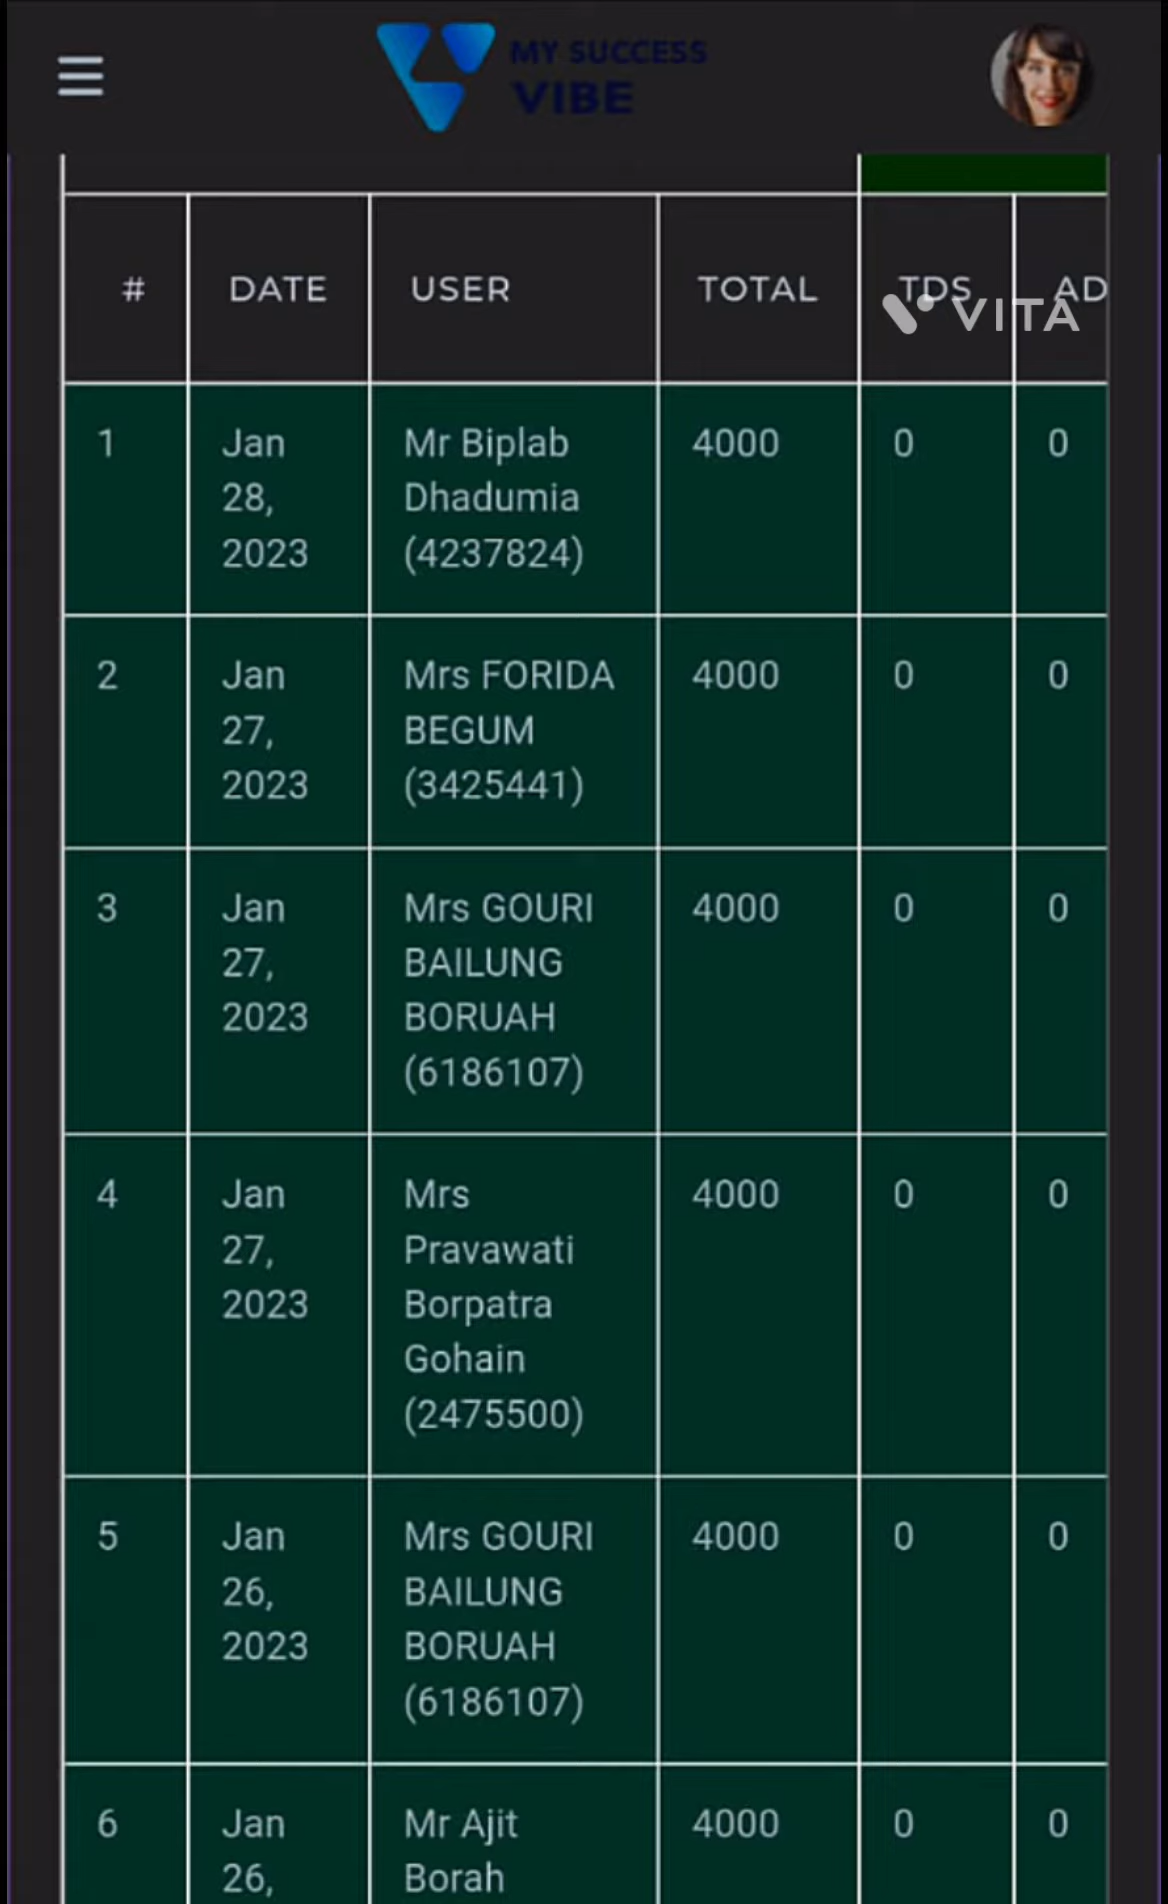 MY SUCCESS
VIBE
# DATE USER TOTAL TDS AD
VITA
1 Jan Mr Biplab 4000 0 0
28, Dhadumia
2023 (4237824)
2 Jan Mrs FORIDA 4000 0 0
27, BEGUM
2023 (3425441)
3 Jan Mrs GOURI 4000 0 0
27, BAILUNG
2023 BORUAH
(6186107)
4 Jan Mrs 4000 0 0
27, Pravawati
2023 Borpatra
Gohain
(2475500)
5 Jan Mrs GOURI 4000 0 0
26, BAILUNG
2023 BORUAH
(6186107)
6 Jan Mr Ajit 4000 0 0
26, Borah